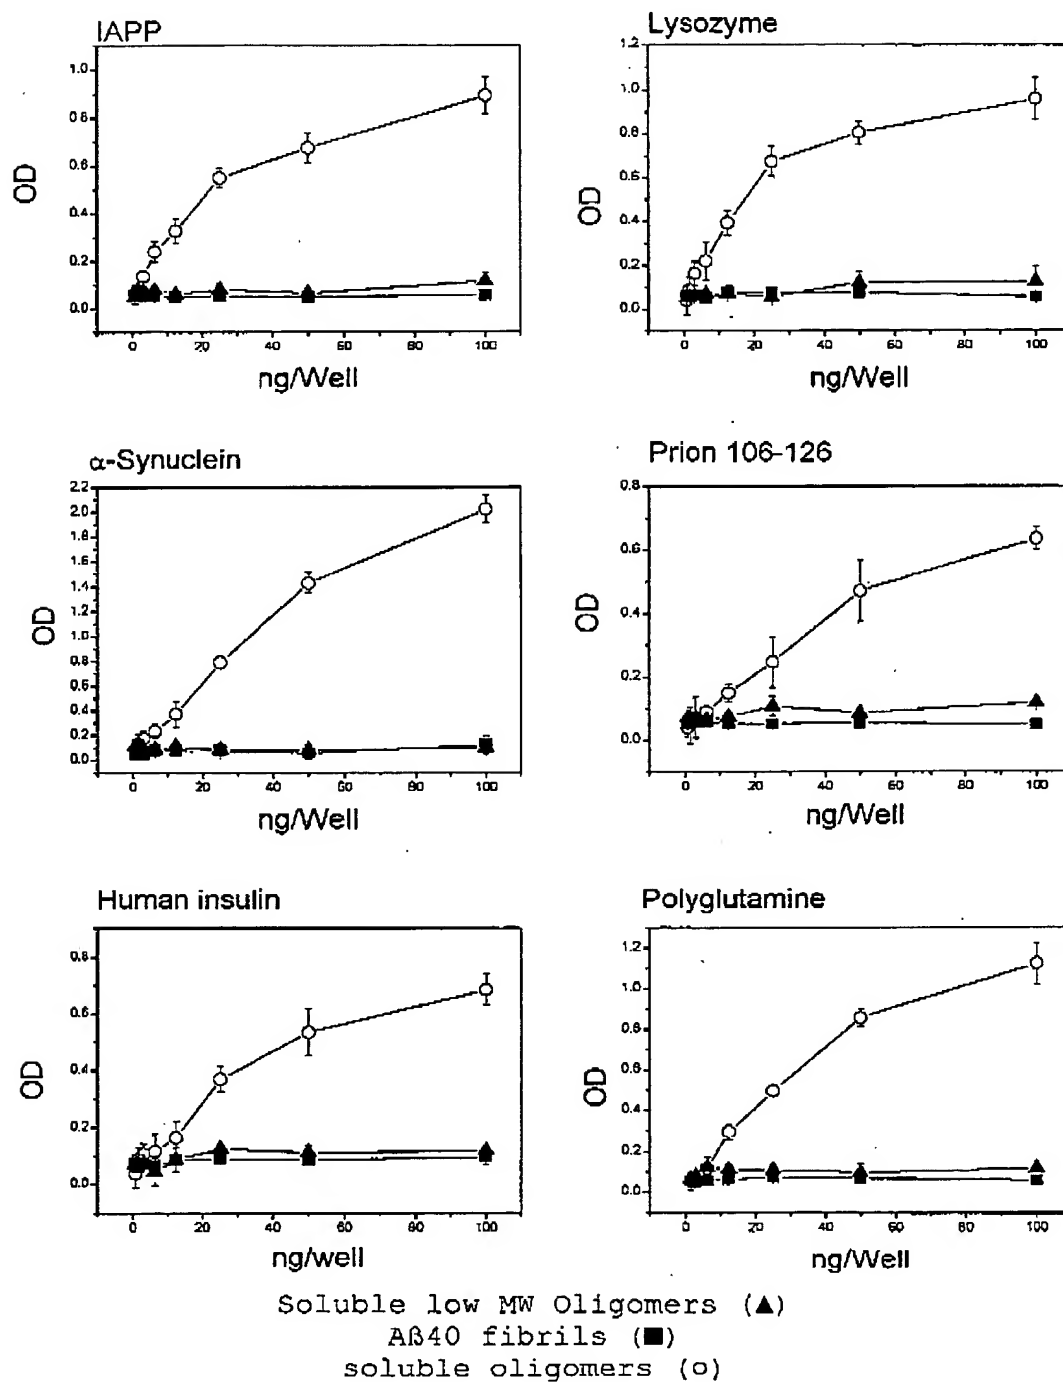 IAPP
1.0
0.8
0.6
0.4
0.2
0.0
OD
0 20 40 60 80 100
ng/Well
Lysozyme
1.2
1.0
0.8
0.6
0.4
0.2
0.0
OD
0 20 40 60 80 100
ng/Well
α-Synuclein
2.2
2.0
1.8
1.6
1.4
1.2
1.0
0.8
0.6
0.4
0.2
0.0
OD
0 20 40 60 80 100
ng/Well
Prion 106-126
0.8
0.6
0.4
0.2
0.0
OD
0 20 40 60 80 100
ng/Well
Human insulin
0.8
0.6
0.4
0.2
0.0
OD
0 20 40 60 80 100
ng/well
Polyglutamine
1.2
1.0
0.8
0.6
0.4
0.2
0.0
OD
0 20 40 60 80 100
ng/Well
Soluble low MW Oligomers (▲)
Aß40 fibrils (■)
soluble oligomers (o)